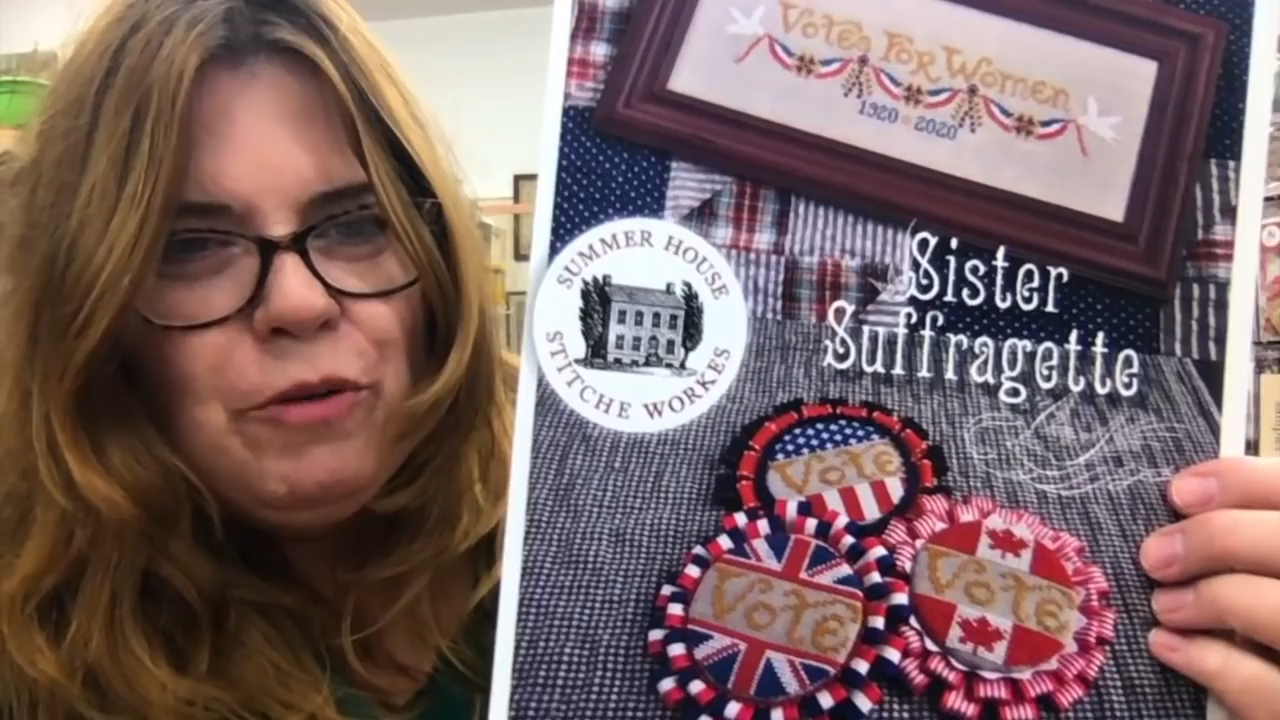 Votes For Women
1920 2020
SUMMER HOUSE
STITCHE WORKES
Sister
Suffragette
Vote
Vote
Vote